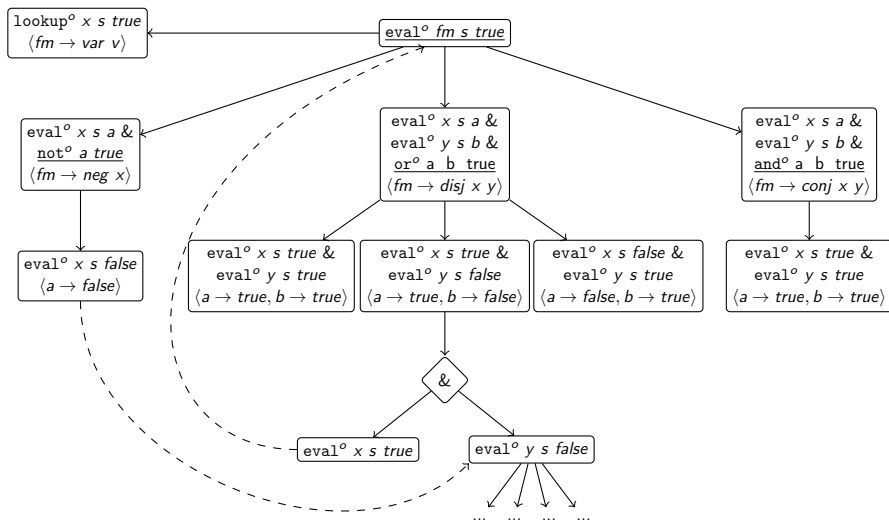 lookupᵒ x s true
⟨fm → var v⟩
evalᵒ fm s true
evalᵒ x s a &
notᵒ a true
⟨fm → neg x⟩
evalᵒ x s a &
evalᵒ y s b &
orᵒ a b true
⟨fm → disj x y⟩
evalᵒ x s a &
evalᵒ y s b &
andᵒ a b true
⟨fm → conj x y⟩
evalᵒ x s false
⟨a → false⟩
evalᵒ x s true &
evalᵒ y s true
⟨a → true, b → true⟩
evalᵒ x s true &
evalᵒ y s false
⟨a → true, b → false⟩
evalᵒ x s false &
evalᵒ y s true
⟨a → false, b → true⟩
evalᵒ x s true &
evalᵒ y s true
⟨a → true, b → true⟩
&
evalᵒ x s true
evalᵒ y s false
... ... ... ...